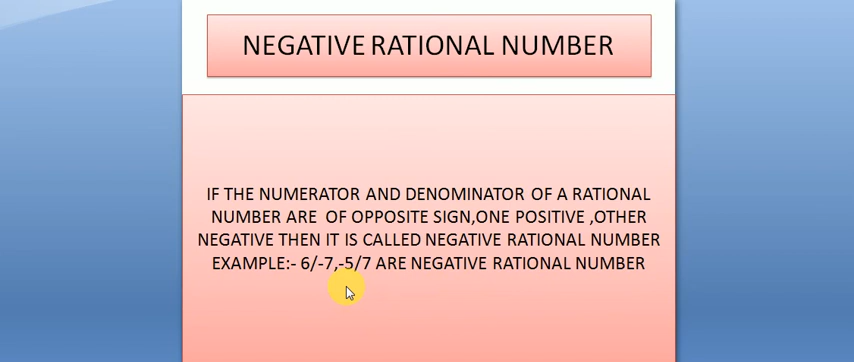 NEGATIVE RATIONAL NUMBER
IF THE NUMERATOR AND DENOMINATOR OF A RATIONAL
NUMBER ARE OF OPPOSITE SIGN,ONE POSITIVE ,OTHER
NEGATIVE THEN IT IS CALLED NEGATIVE RATIONAL NUMBER
EXAMPLE:- 6/-7,-5/7 ARE NEGATIVE RATIONAL NUMBER